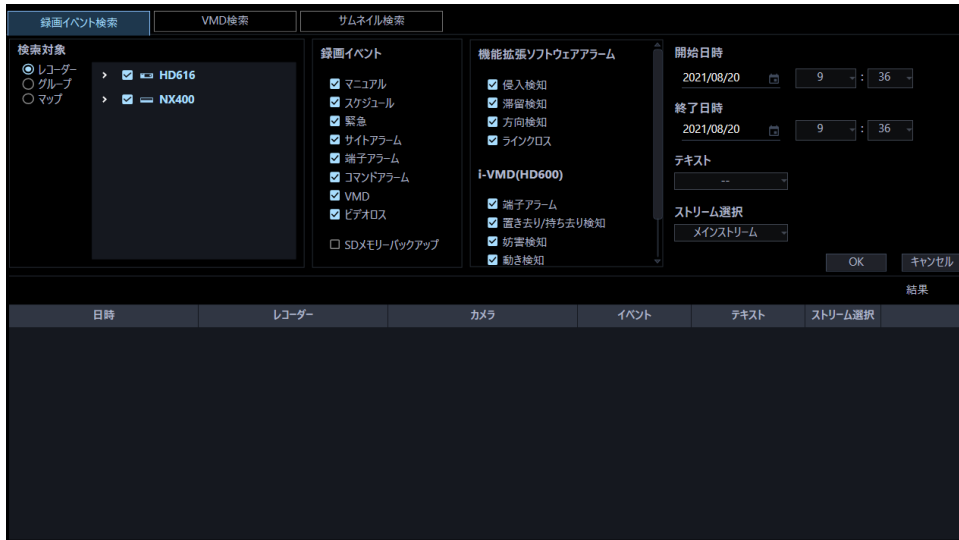 録画イベント検索
VMD検索
サムネイル検索
検索対象
レコーダー
グループ
マップ
HD616
NX400
録画イベント
マニュアル
スケジュール
緊急
サイトアラーム
端子アラーム
コマンドアラーム
VMD
ビデオロス
SDメモリーバックアップ
機能拡張ソフトウェアアラーム
侵入検知
滞留検知
方向検知
ラインクロス
i-VMD(HD600)
端子アラーム
置き去り/持ち去り検知
妨害検知
動き検知
開始日時
2021/08/20 9 : 36
終了日時
2021/08/20 9 : 36
テキスト
--
ストリーム選択
メインストリーム
OK キャンセル
結果
日時 レコーダー カメラ イベント テキスト ストリーム選択